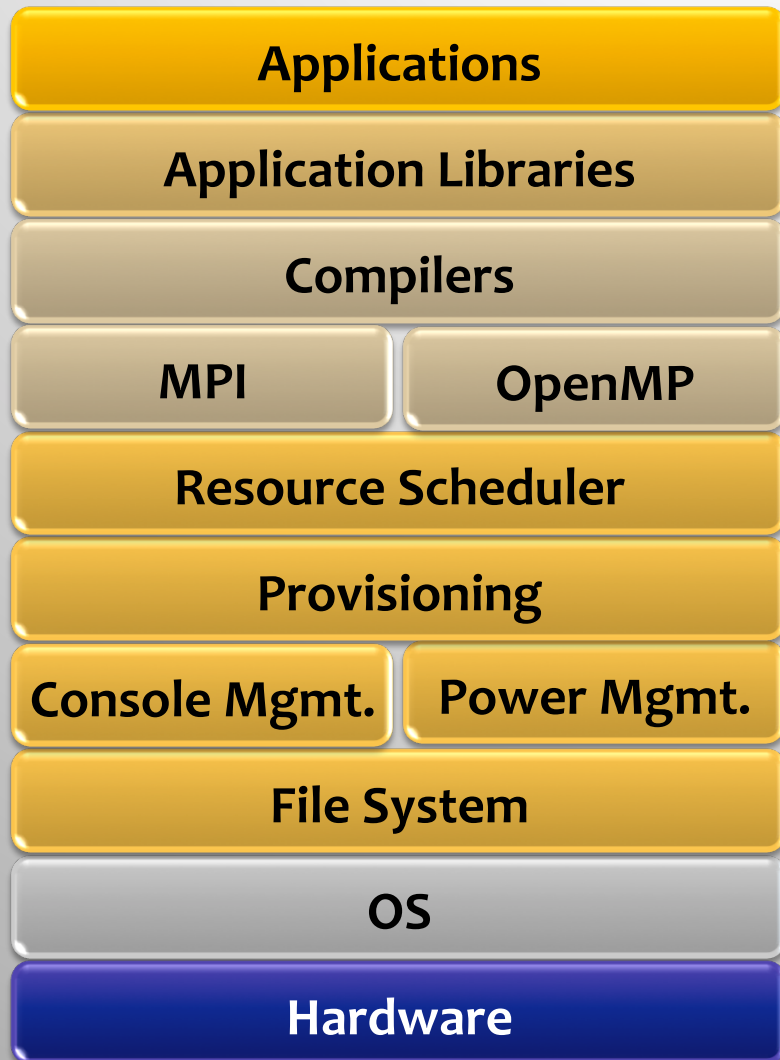 Applications
Application Libraries
Compilers
MPI
OpenMP
Resource Scheduler
Provisioning
Console Mgmt.
Power Mgmt.
File System
OS
Hardware